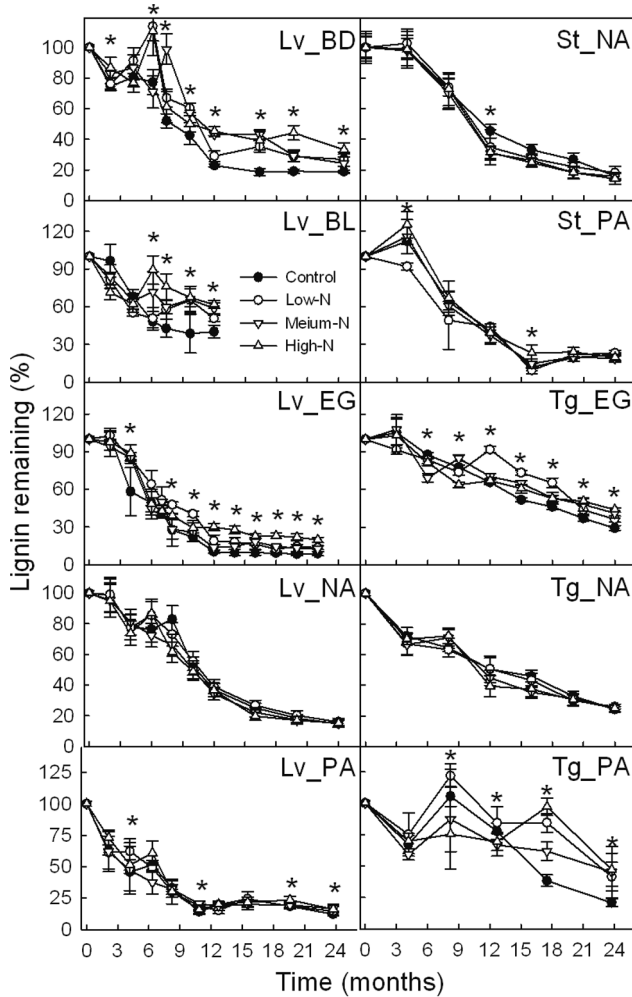 Lignin remaining (%)
Lv_BD
100
80
60
40
20
0
St_NA
Lv_BL
120
90
60
30
0
Control
Low-N
Meium-N
High-N
St_PA
Lv_EG
120
90
60
30
0
Tg_EG
Lv_NA
100
80
60
40
20
0
Tg_NA
Lv_PA
125
100
75
50
25
0
Tg_PA
0 3 6 9 12 15 18 21 24
0 3 6 9 12 15 18 21 24
Time (months)